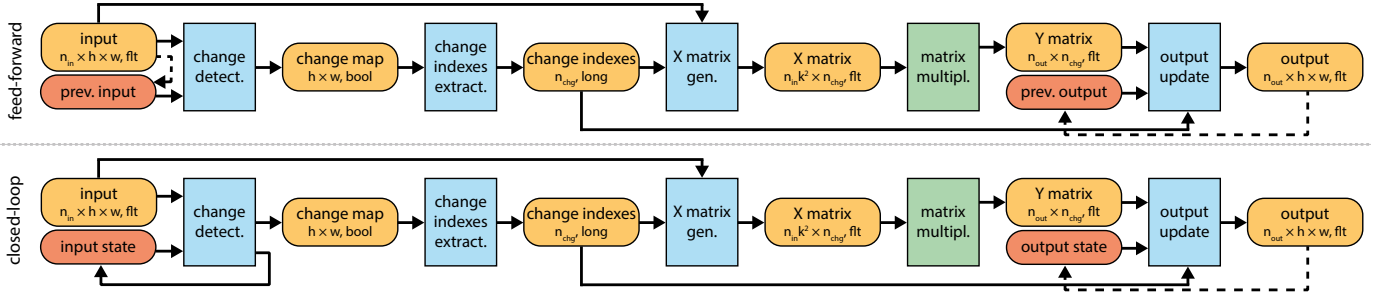 feed-forward
input
n_in × h × w, flt
prev. input
change
detect.
change map
h × w, bool
change
indexes
extract.
change indexes
n_chg, long
X matrix
gen.
X matrix
n_in k² × n_chg, flt
matrix
multipl.
Y matrix
n_out × n_chg, flt
prev. output
output
update
output
n_out × h × w, flt
closed-loop
input
n_in × h × w, flt
input state
change
detect.
change map
h × w, bool
change
indexes
extract.
change indexes
n_chg, long
X matrix
gen.
X matrix
n_in k² × n_chg, flt
matrix
multipl.
Y matrix
n_out × n_chg, flt
output state
output
update
output
n_out × h × w, flt